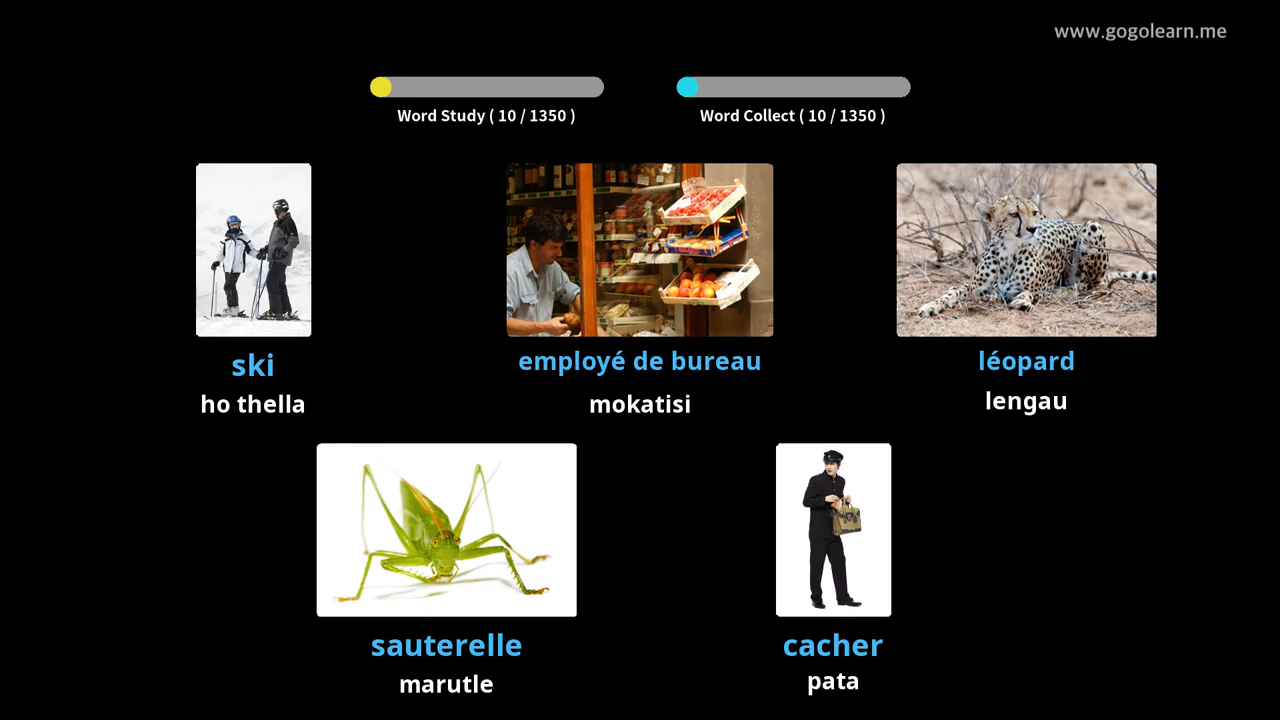 www.gogolearn.me
Word Study ( 10 / 1350 )
Word Collect ( 10 / 1350 )
ski
ho thella
employé de bureau
mokatisi
léopard
lengau
sauterelle
marutle
cacher
pata